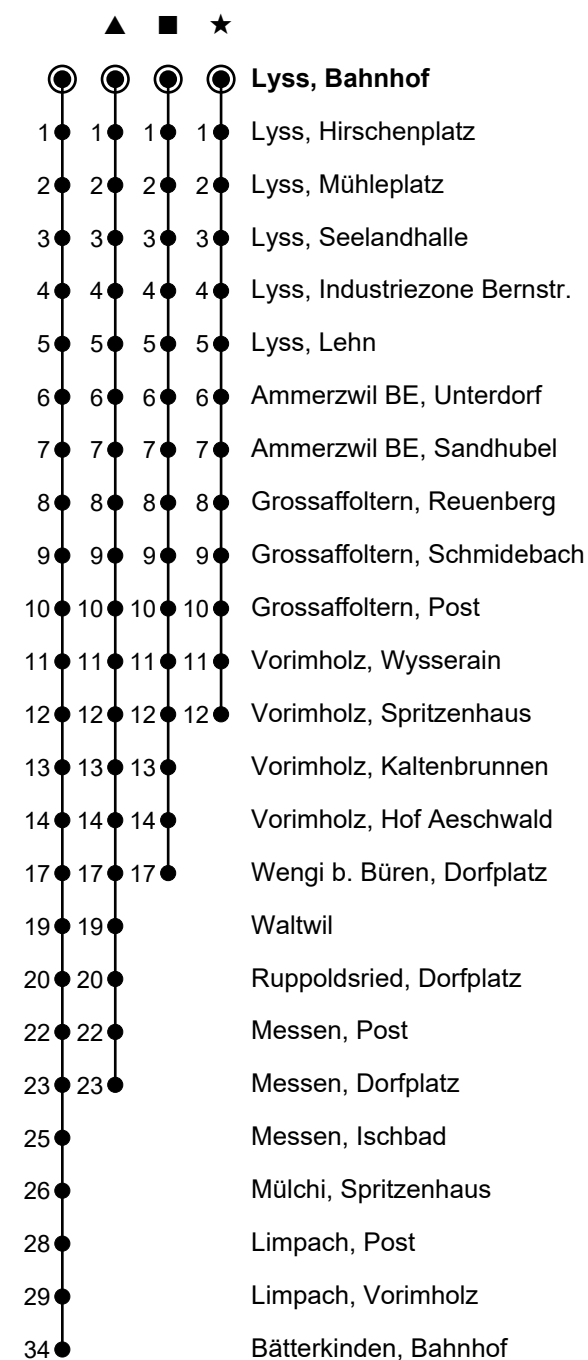 ▲ ■ ★
Lyss, Bahnhof
1 1 1 1 Lyss, Hirschenplatz
2 2 2 2 Lyss, Mühleplatz
3 3 3 3 Lyss, Seelandhalle
4 4 4 4 Lyss, Industriezone Bernstr.
5 5 5 5 Lyss, Lehn
6 6 6 6 Ammerzwil BE, Unterdorf
7 7 7 7 Ammerzwil BE, Sandhubel
8 8 8 8 Grossaffoltern, Reuenberg
9 9 9 9 Grossaffoltern, Schmidebach
10 10 10 10 Grossaffoltern, Post
11 11 11 11 Vorimholz, Wysserain
12 12 12 12 Vorimholz, Spritzenhaus
13 13 13 Vorimholz, Kaltenbrunnen
14 14 14 Vorimholz, Hof Aeschwald
17 17 17 Wengi b. Büren, Dorfplatz
19 19 Waltwil
20 20 Ruppoldsried, Dorfplatz
22 22 Messen, Post
23 23 Messen, Dorfplatz
25 Messen, Ischbad
26 Mülchi, Spritzenhaus
28 Limpach, Post
29 Limpach, Vorimholz
34 Bätterkinden, Bahnhof